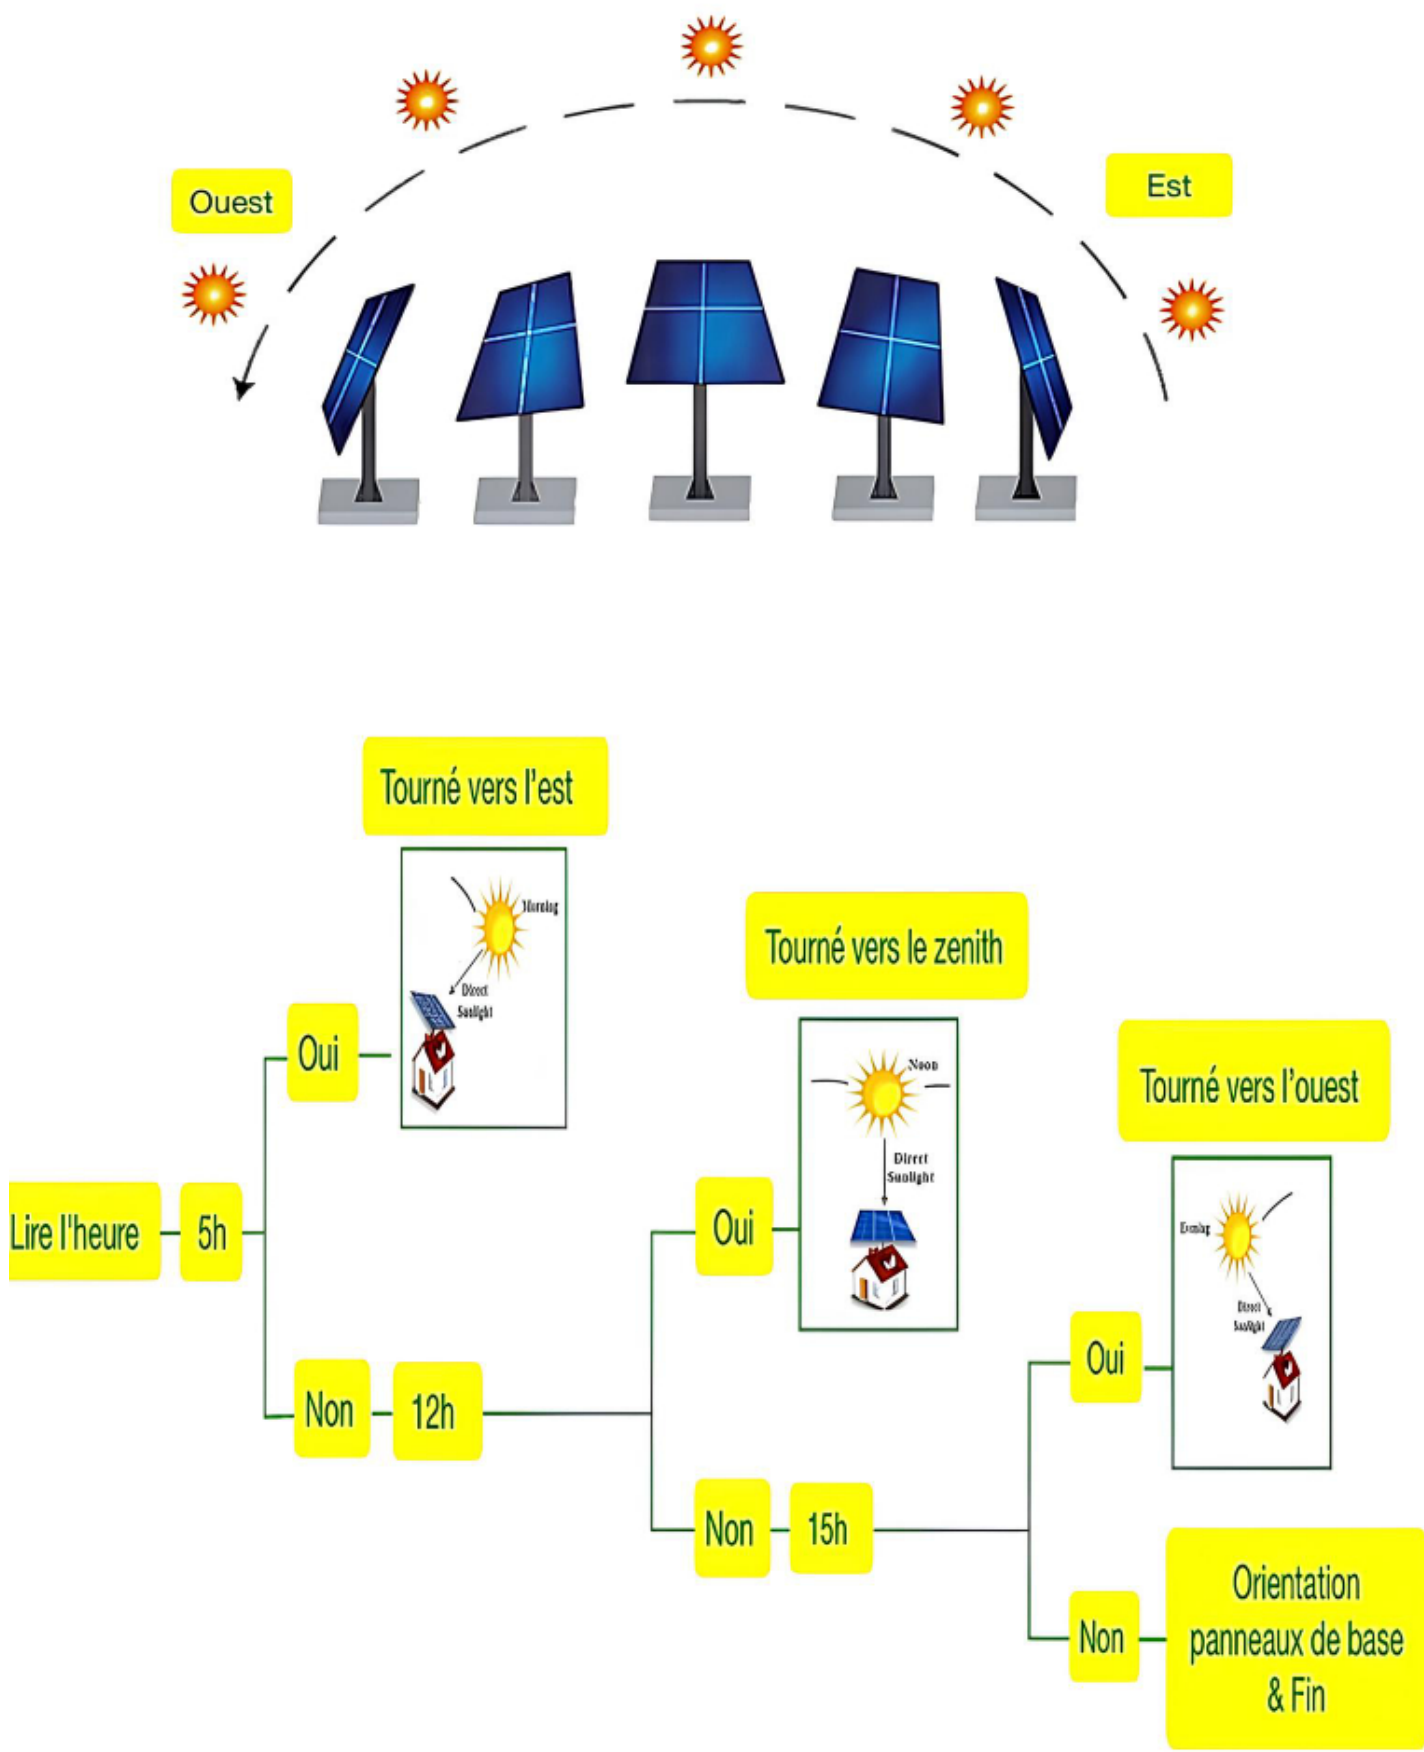 Ouest
Est
Tourné vers l'est
Morning
Direct
Sunlight
Oui
Tourné vers le zenith
Noon
Direct
Sunlight
Oui
Tourné vers l'ouest
Evening
Direct
Sunlight
Oui
Lire l'heure
5h
Non
12h
Non
15h
Non
Orientation
panneaux de base
& Fin